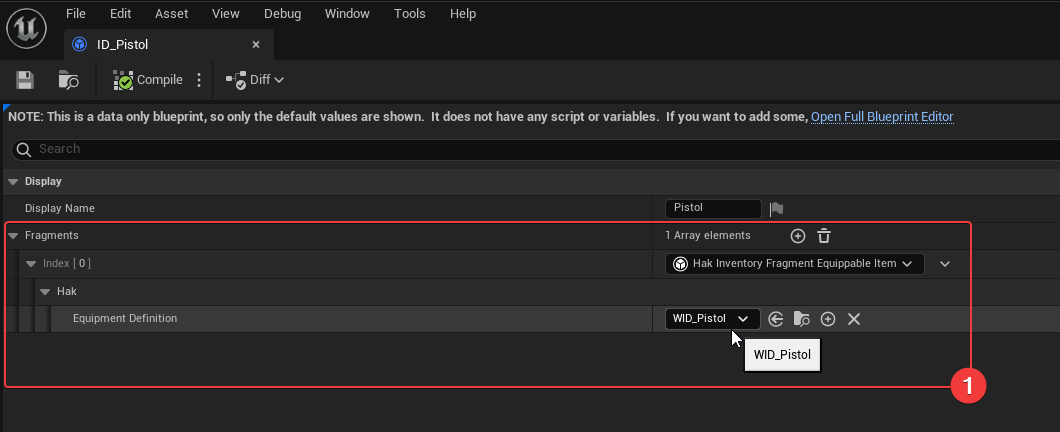 File Edit Asset View Debug Window Tools Help
ID_Pistol
Compile Diff
NOTE: This is a data only blueprint, so only the default values are shown. It does not have any script or variables. If you want to add some, Open Full Blueprint Editor
Search
Display
Display Name Pistol
Fragments 1 Array elements
Index [ 0 ] Hak Inventory Fragment Equippable Item
Hak
Equipment Definition WID_Pistol
WID_Pistol
1